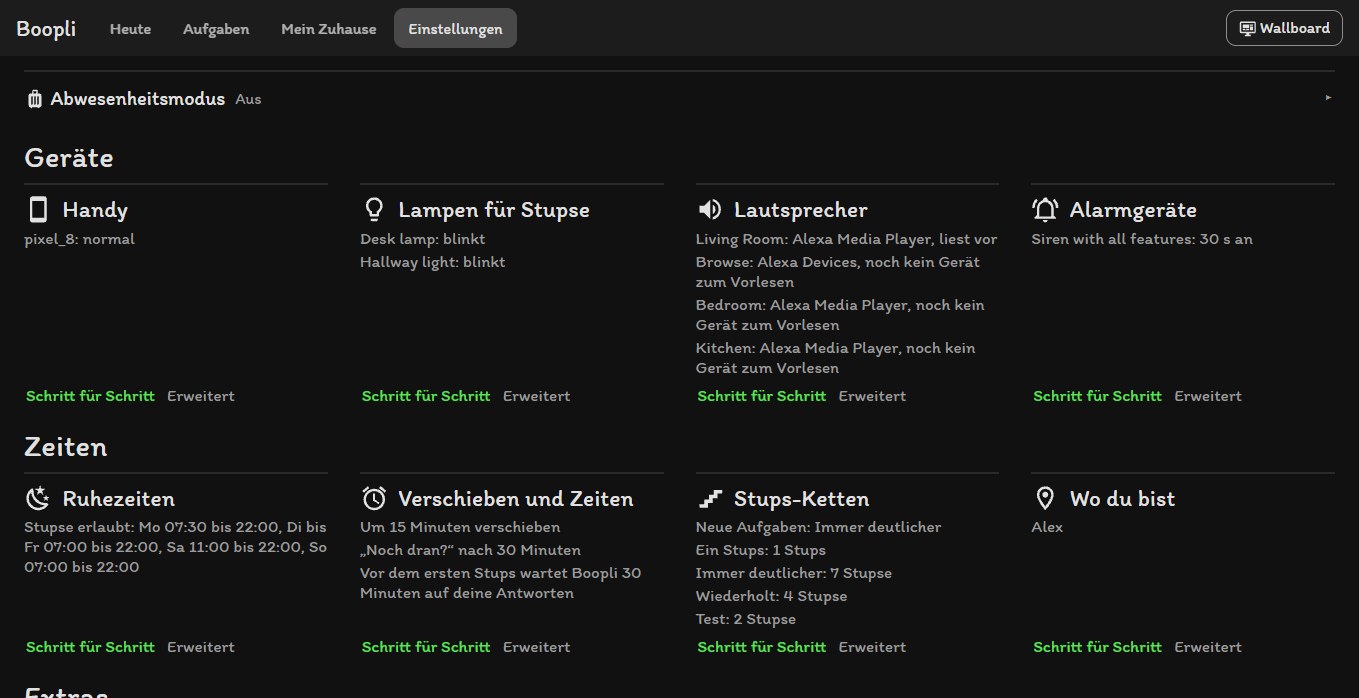 Boopli
Heute
Aufgaben
Mein Zuhause
Einstellungen
Wallboard
Abwesenheitsmodus Aus
Geräte
Handy
pixel_8: normal
Schritt für Schritt Erweitert
Lampen für Stupse
Desk lamp: blinkt
Hallway light: blinkt
Schritt für Schritt Erweitert
Lautsprecher
Living Room: Alexa Media Player, liest vor
Browse: Alexa Devices, noch kein Gerät
zum Vorlesen
Bedroom: Alexa Media Player, noch kein
Gerät zum Vorlesen
Kitchen: Alexa Media Player, noch kein
Gerät zum Vorlesen
Schritt für Schritt Erweitert
Alarmgeräte
Siren with all features: 30 s an
Schritt für Schritt Erweitert
Zeiten
Ruhezeiten
Stupse erlaubt: Mo 07:30 bis 22:00, Di bis
Fr 07:00 bis 22:00, Sa 11:00 bis 22:00, So
07:00 bis 22:00
Schritt für Schritt Erweitert
Verschieben und Zeiten
Um 15 Minuten verschieben
„Noch dran?“ nach 30 Minuten
Vor dem ersten Stups wartet Boopli 30
Minuten auf deine Antworten
Schritt für Schritt Erweitert
Stups-Ketten
Neue Aufgaben: Immer deutlicher
Ein Stups: 1 Stups
Immer deutlicher: 7 Stupse
Wiederholt: 4 Stupse
Test: 2 Stupse
Schritt für Schritt Erweitert
Wo du bist
Alex
Schritt für Schritt Erweitert
Extras